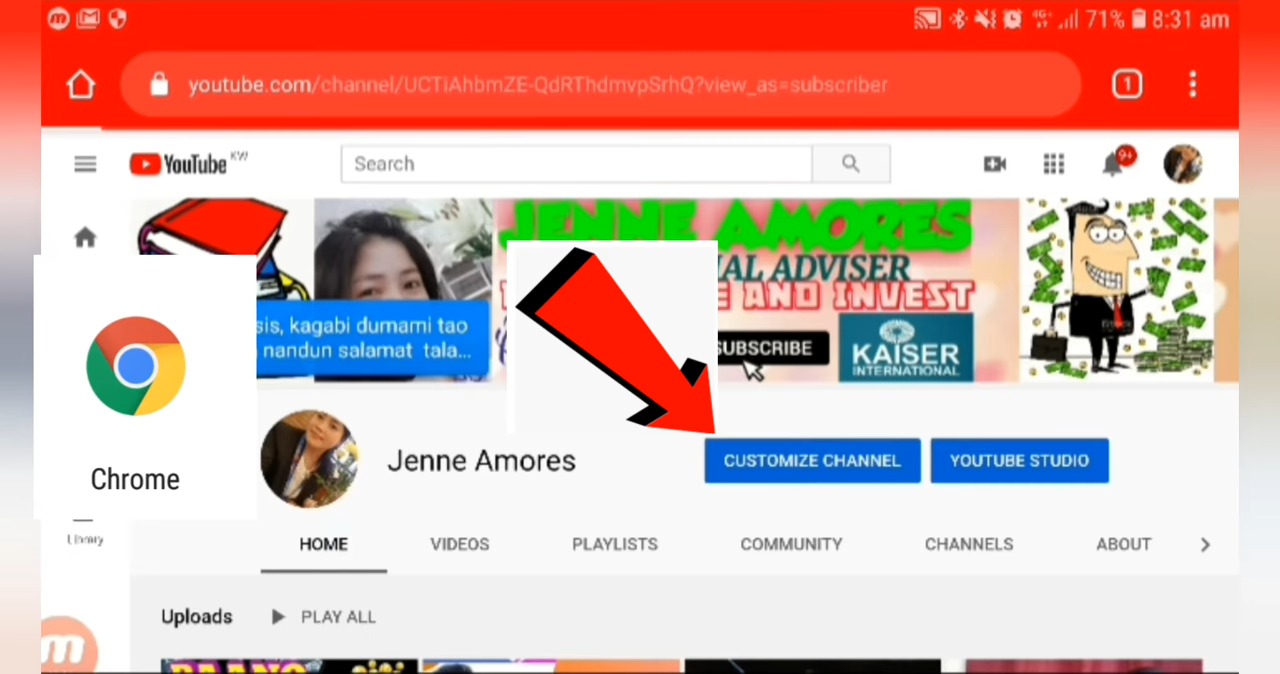 71% 8:31 am
youtube.com/channel/UCTiAhbmZE-QdRThdmvpSrhQ?view_as=subscriber
1
YouTube KW
Search
9+
JENNE AMORES
ADVISER
AND INVEST
sis, kagabi dumami tao
nandun salamat tala...
SUBSCRIBE
KAISER
INTERNATIONAL
Chrome
Jenne Amores
CUSTOMIZE CHANNEL
YOUTUBE STUDIO
Library
HOME
VIDEOS
PLAYLISTS
COMMUNITY
CHANNELS
ABOUT
Uploads
PLAY ALL